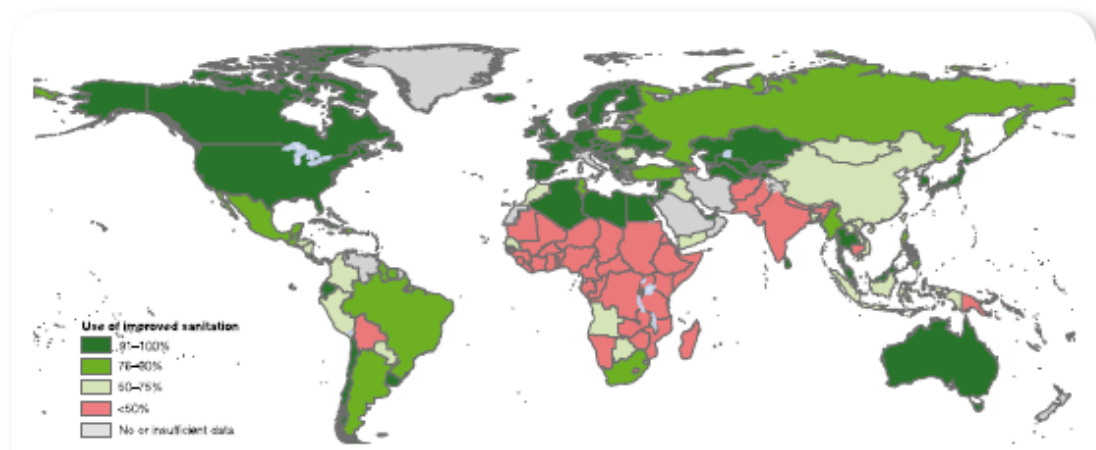 Use of improved sanitation
91–100%
76–90%
50–75%
<50%
No or insufficient data